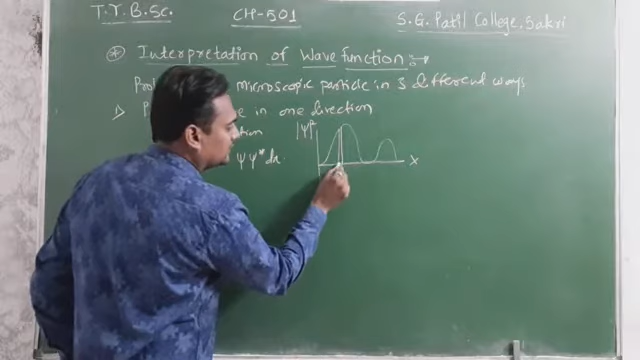 T.Y.B.Sc. CH-501 S. G. Patil College, Sakri
* Interpretation of Wave function :→
microscopic particle in 3 different ways
1) in one direction
|ψ|²
ψ ψ* dx.
x